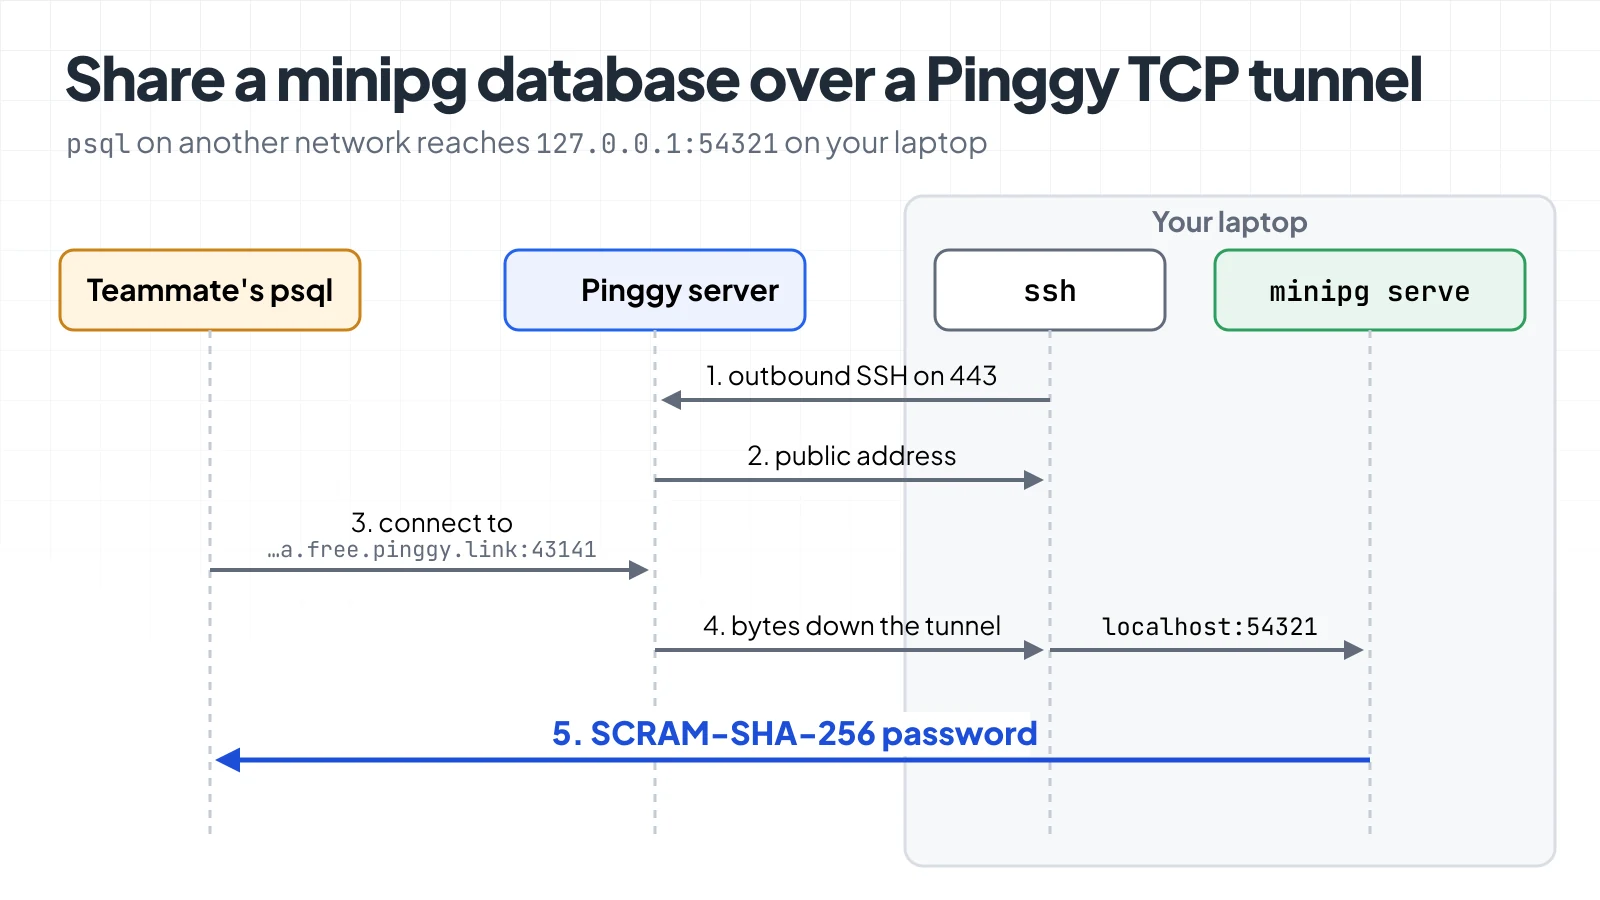 Share a minipg database over a Pinggy TCP tunnel
psql on another network reaches 127.0.0.1:54321 on your laptop
Your laptop
Teammate's psql
Pinggy server
ssh
minipg serve
1. outbound SSH on 443
2. public address
3. connect to
…a.free.pinggy.link:43141
4. bytes down the tunnel
localhost:54321
5. SCRAM-SHA-256 password